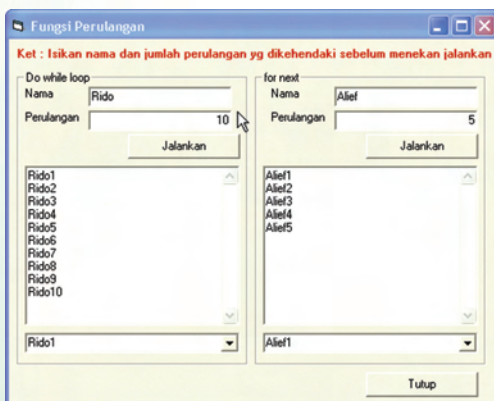 Fungsi Perulangan
Ket : Isikan nama dan jumlah perulangan yg dikehendaki sebelum menekan jalankan
Do while loop
Nama
Rido
Perulangan
10
Jalankan
Rido1
Rido2
Rido3
Rido4
Rido5
Rido6
Rido7
Rido8
Rido9
Rido10
Rido1
for next
Nama
Alief
Perulangan
5
Jalankan
Alief1
Alief2
Alief3
Alief4
Alief5
Alief1
Tutup